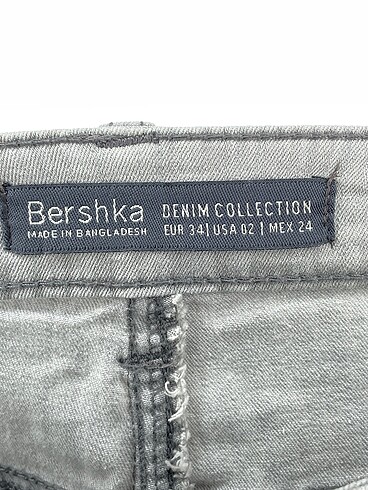 Bershka
MADE IN BANGLADESH
DENIM COLLECTION
EUR 34 | USA 02 | MEX 24